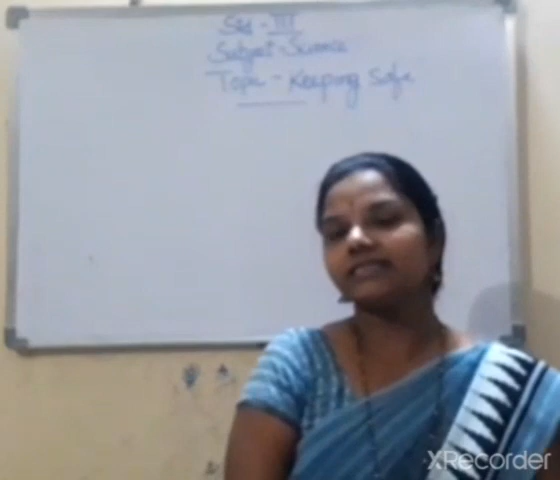 Std - III
Subject - Science
Topic - Keeping Safe
XRecorder